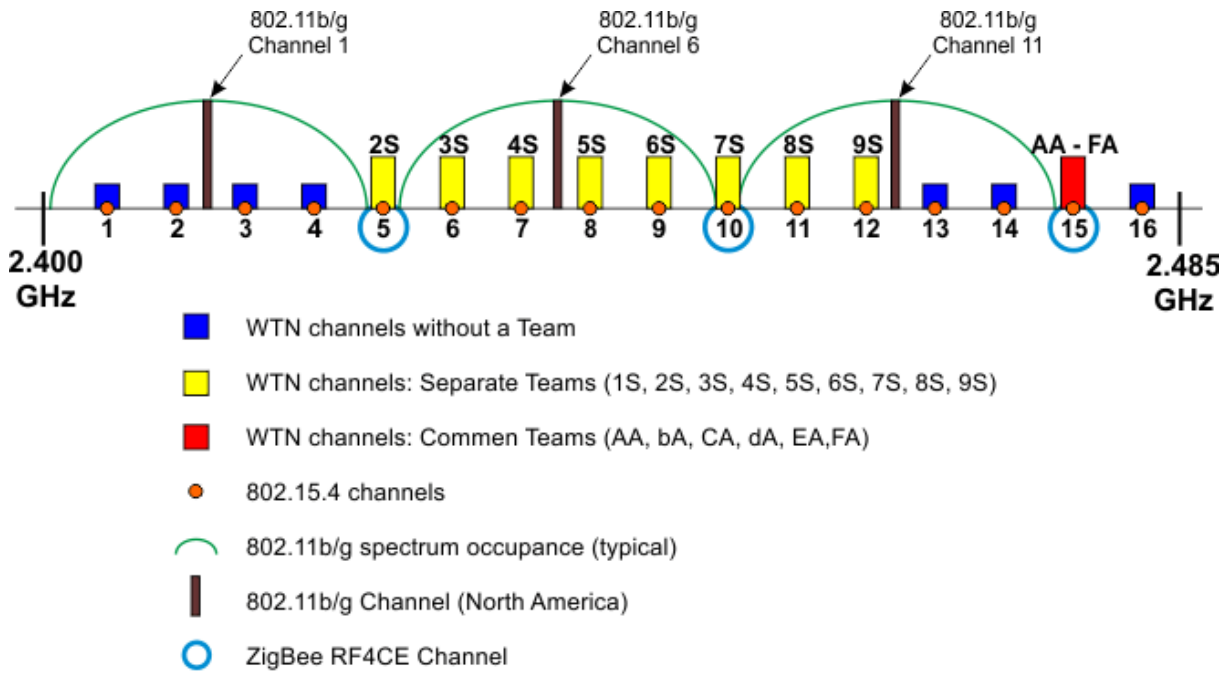 802.11b/g
Channel 1
802.11b/g
Channel 6
802.11b/g
Channel 11
2S 3S 4S 5S 6S 7S 8S 9S AA - FA
1 2 3 4 5 6 7 8 9 10 11 12 13 14 15 16
2.400
GHz
2.485
GHz
WTN channels without a Team
WTN channels: Separate Teams (1S, 2S, 3S, 4S, 5S, 6S, 7S, 8S, 9S)
WTN channels: Commen Teams (AA, bA, CA, dA, EA,FA)
802.15.4 channels
802.11b/g spectrum occupance (typical)
802.11b/g Channel (North America)
ZigBee RF4CE Channel